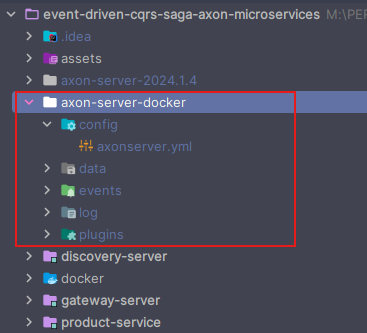 event-driven-cqrs-saga-axon-microservices M:\PEF
.idea
assets
axon-server-2024.1.4
axon-server-docker
config
axonserver.yml
data
events
log
plugins
discovery-server
docker
gateway-server
product-service